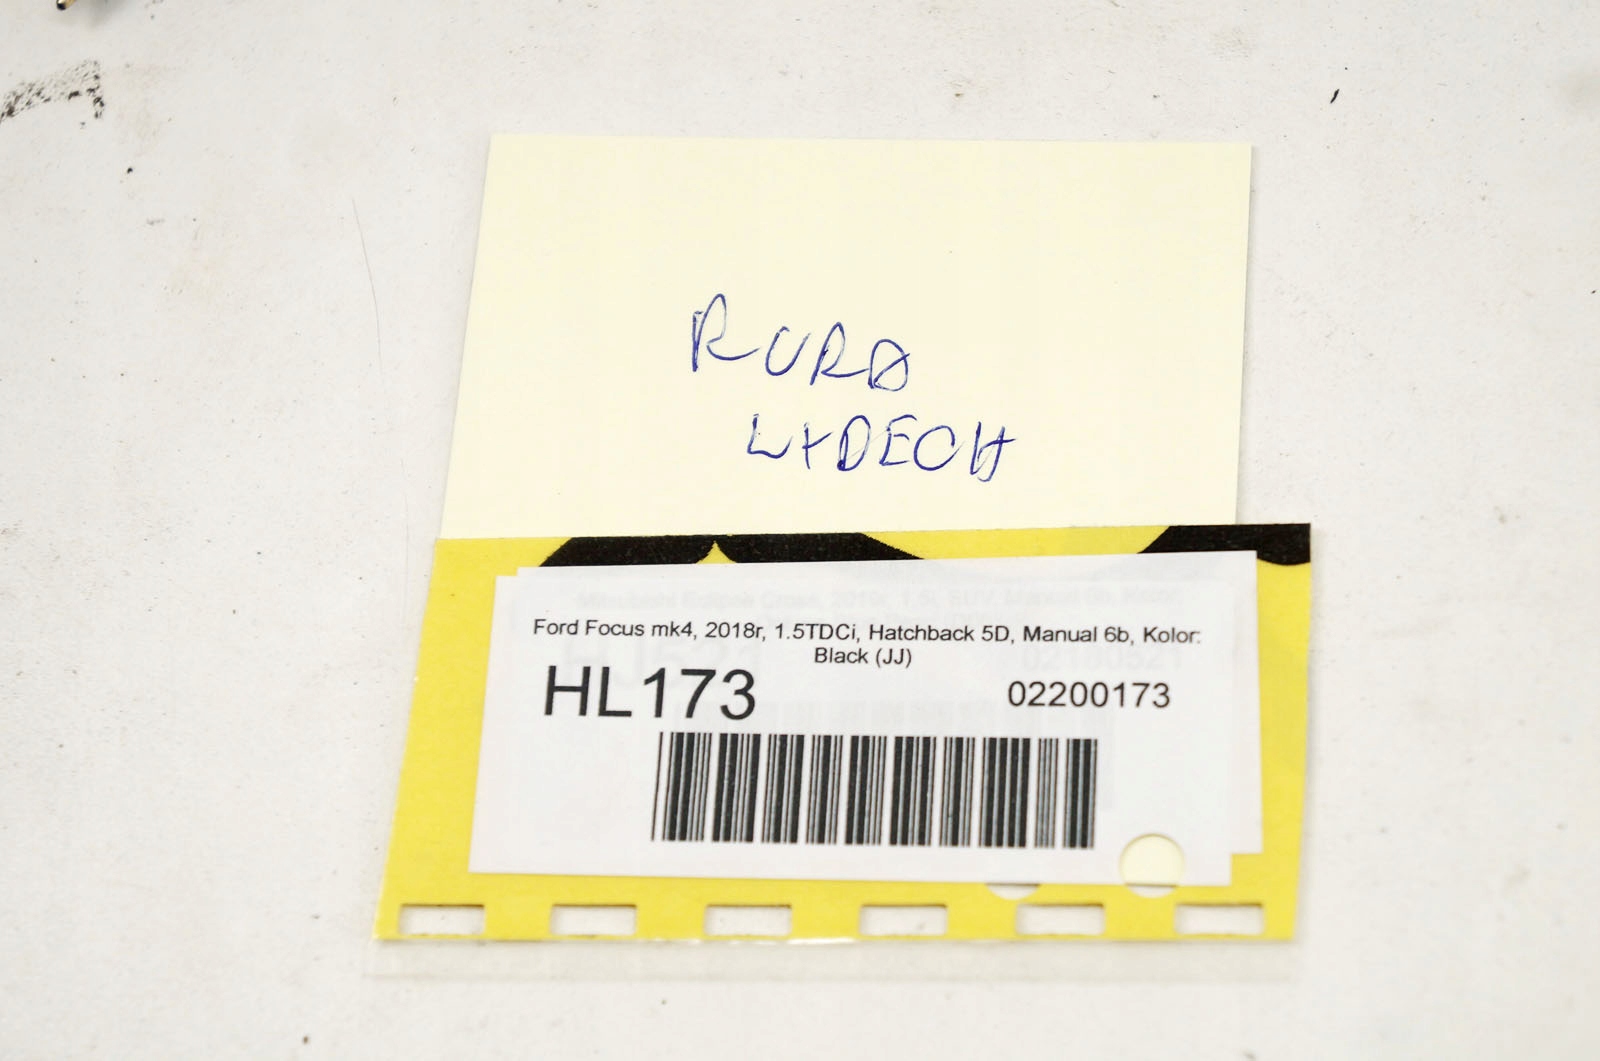 RURA
WYDECH
Ford Focus mk4, 2018r, 1.5TDCi, Hatchback 5D, Manual 6b, Kolor:
Black (JJ)
HL173
02200173